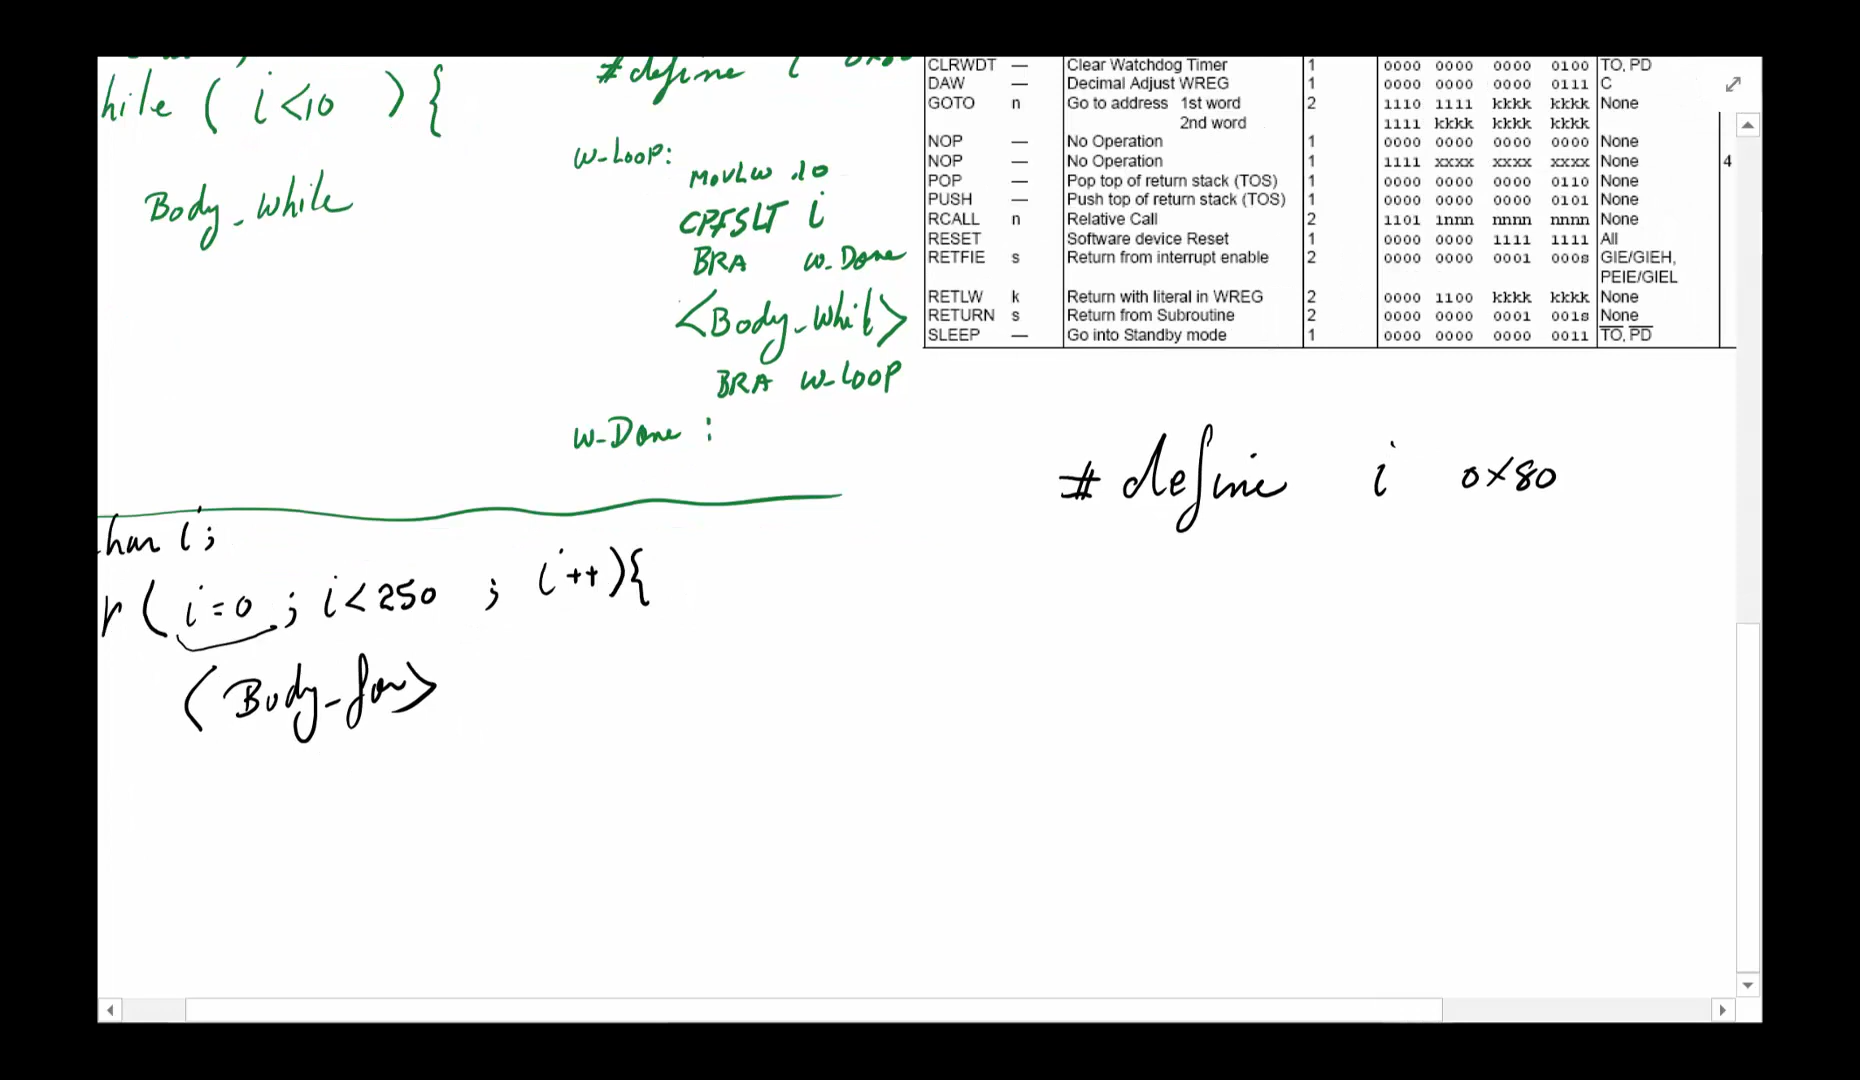 hile ( i<10 ) {
Body_while
#define i 0x80
w-Loop:
MOVLW .10
CPFSLT i
BRA w-Done
<Body_while>
BRA w-Loop
w-Done :
CLRWDT — Clear Watchdog Timer 1 0000 0000 0000 0100 TO, PD
DAW — Decimal Adjust WREG 1 0000 0000 0000 0111 C
GOTO n Go to address 1st word 2 1110 1111 kkkk kkkk None
2nd word 1111 kkkk kkkk kkkk
NOP — No Operation 1 0000 0000 0000 0000 None
NOP — No Operation 1 1111 xxxx xxxx xxxx None 4
POP — Pop top of return stack (TOS) 1 0000 0000 0000 0110 None
PUSH — Push top of return stack (TOS) 1 0000 0000 0000 0101 None
RCALL n Relative Call 2 1101 1nnn nnnn nnnn None
RESET Software device Reset 1 0000 0000 1111 1111 All
RETFIE s Return from interrupt enable 2 0000 0000 0001 000s GIE/GIEH,
PEIE/GIEL
RETLW k Return with literal in WREG 2 0000 1100 kkkk kkkk None
RETURN s Return from Subroutine 2 0000 0000 0001 001s None
SLEEP — Go into Standby mode 1 0000 0000 0000 0011 TO, PD
# define i 0x80
har i;
r ( i=0 ; i<250 ; i++){
<Body_for>